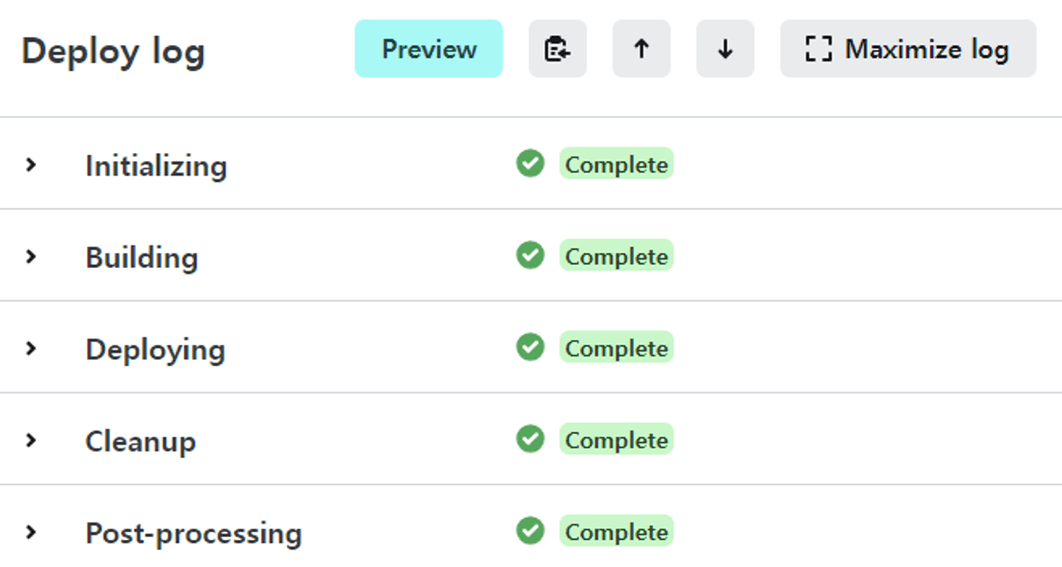 Deploy log
Preview
Maximize log
Initializing
Complete
Building
Complete
Deploying
Complete
Cleanup
Complete
Post-processing
Complete